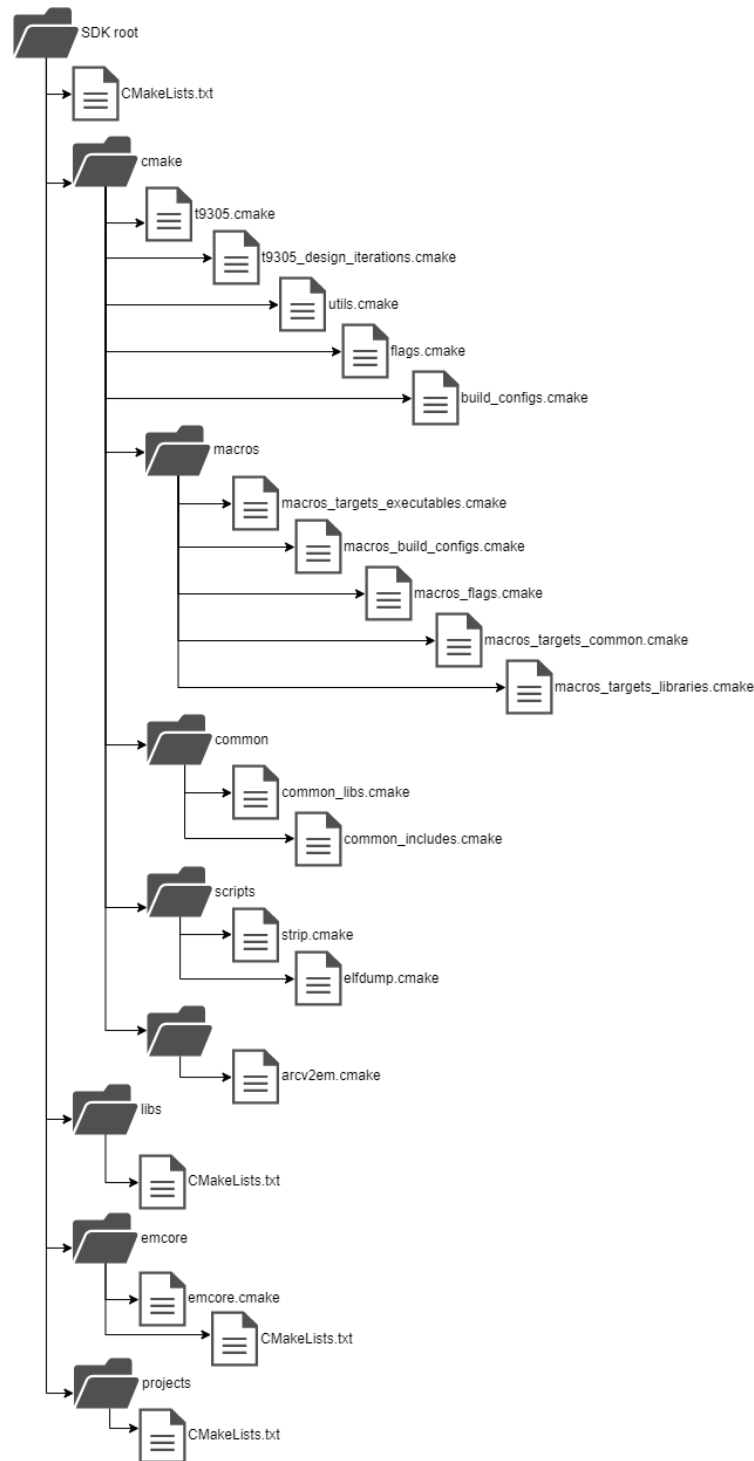 SDK root
CMakeLists.txt
cmake
t9305.cmake
t9305_design_iterations.cmake
utils.cmake
flags.cmake
build_configs.cmake
macros
macros_targets_executables.cmake
macros_build_configs.cmake
macros_flags.cmake
macros_targets_common.cmake
macros_targets_libraries.cmake
common
common_libs.cmake
common_includes.cmake
scripts
strip.cmake
elfdump.cmake
arcv2em.cmake
libs
CMakeLists.txt
emcore
emcore.cmake
CMakeLists.txt
projects
CMakeLists.txt